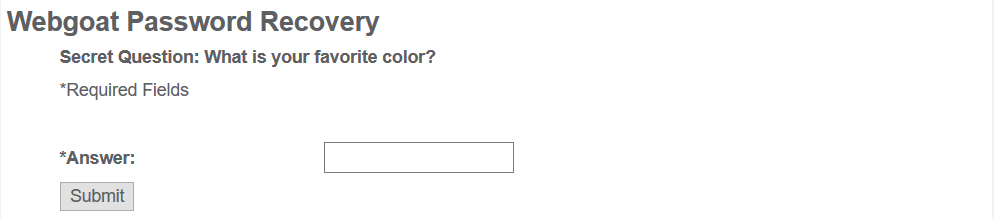 Webgoat Password Recovery
Secret Question: What is your favorite color?
*Required Fields
*Answer:
Submit